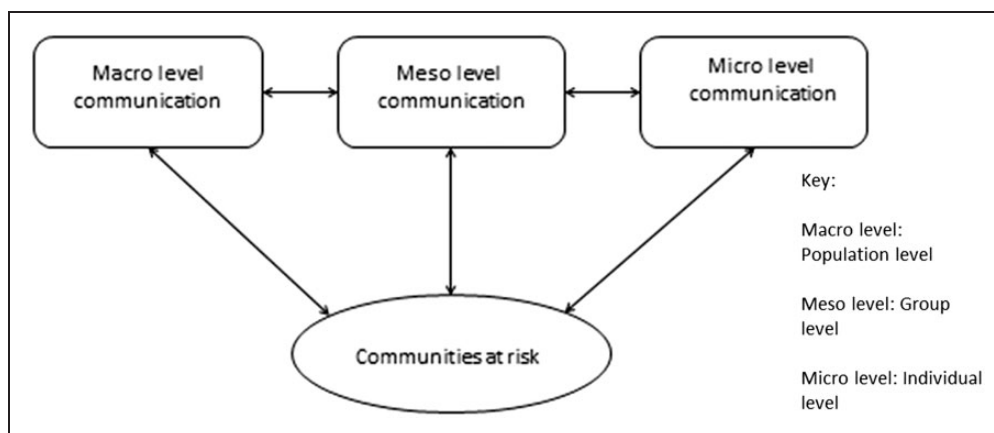 Macro level
communication
Meso level
communication
Micro level
communication
Communities at risk
Key:
Macro level:
Population level
Meso level: Group
level
Micro level: Individual
level